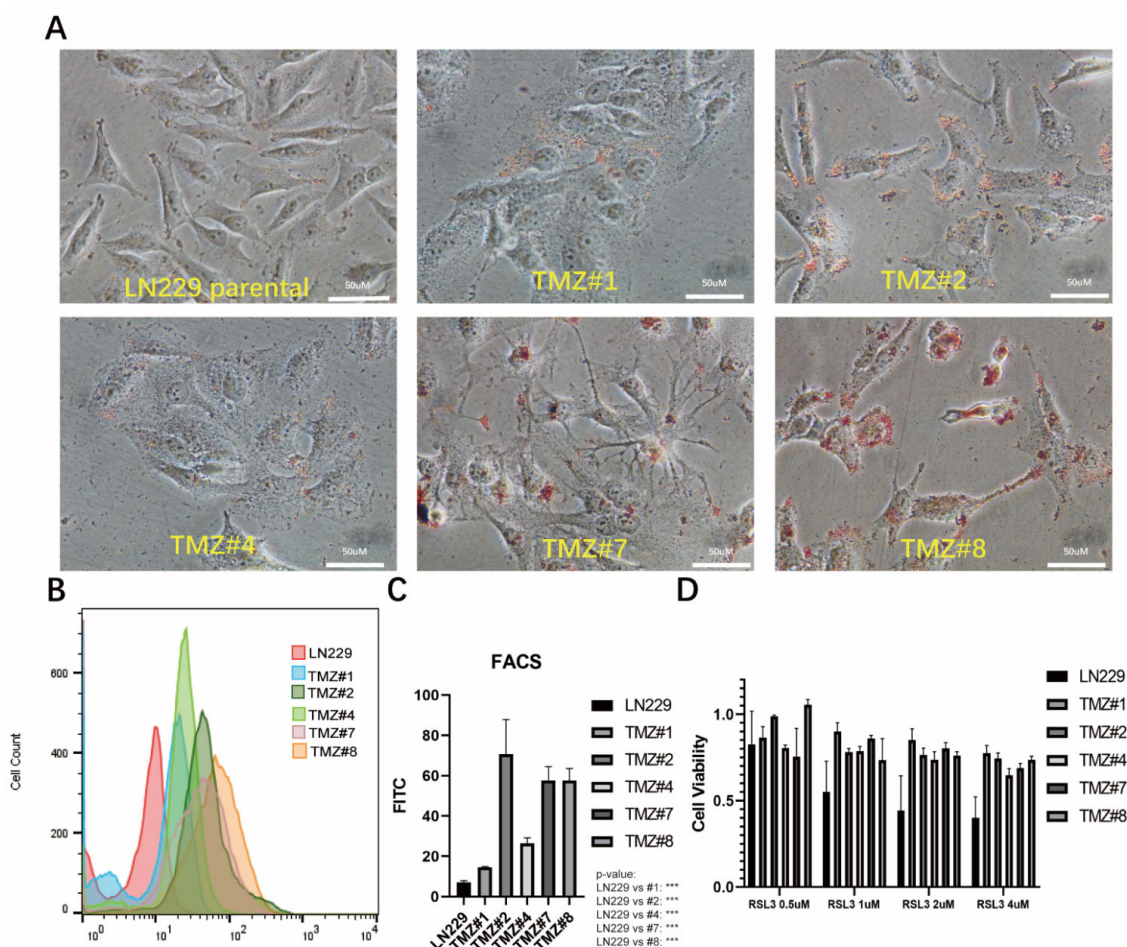 A
LN229 parental
50uM
TMZ#1
50uM
TMZ#2
50uM
TMZ#4
50uM
TMZ#7
50uM
TMZ#8
50uM
B
Cell Count
600
400
200
0
10^0
10^1
10^2
10^3
10^4
LN229
TMZ#1
TMZ#2
TMZ#4
TMZ#7
TMZ#8
C
FACS
FITC
100
80
60
40
20
0
LN229
TMZ#1
TMZ#2
TMZ#4
TMZ#7
TMZ#8
LN229
TMZ#1
TMZ#2
TMZ#4
TMZ#7
TMZ#8
p-value:
LN229 vs #1: ***
LN229 vs #2: ***
LN229 vs #4: ***
LN229 vs #7: ***
LN229 vs #8: ***
D
Cell Viability
1.0
0.5
0.0
RSL3 0.5uM
RSL3 1uM
RSL3 2uM
RSL3 4uM
LN229
TMZ#1
TMZ#2
TMZ#4
TMZ#7
TMZ#8